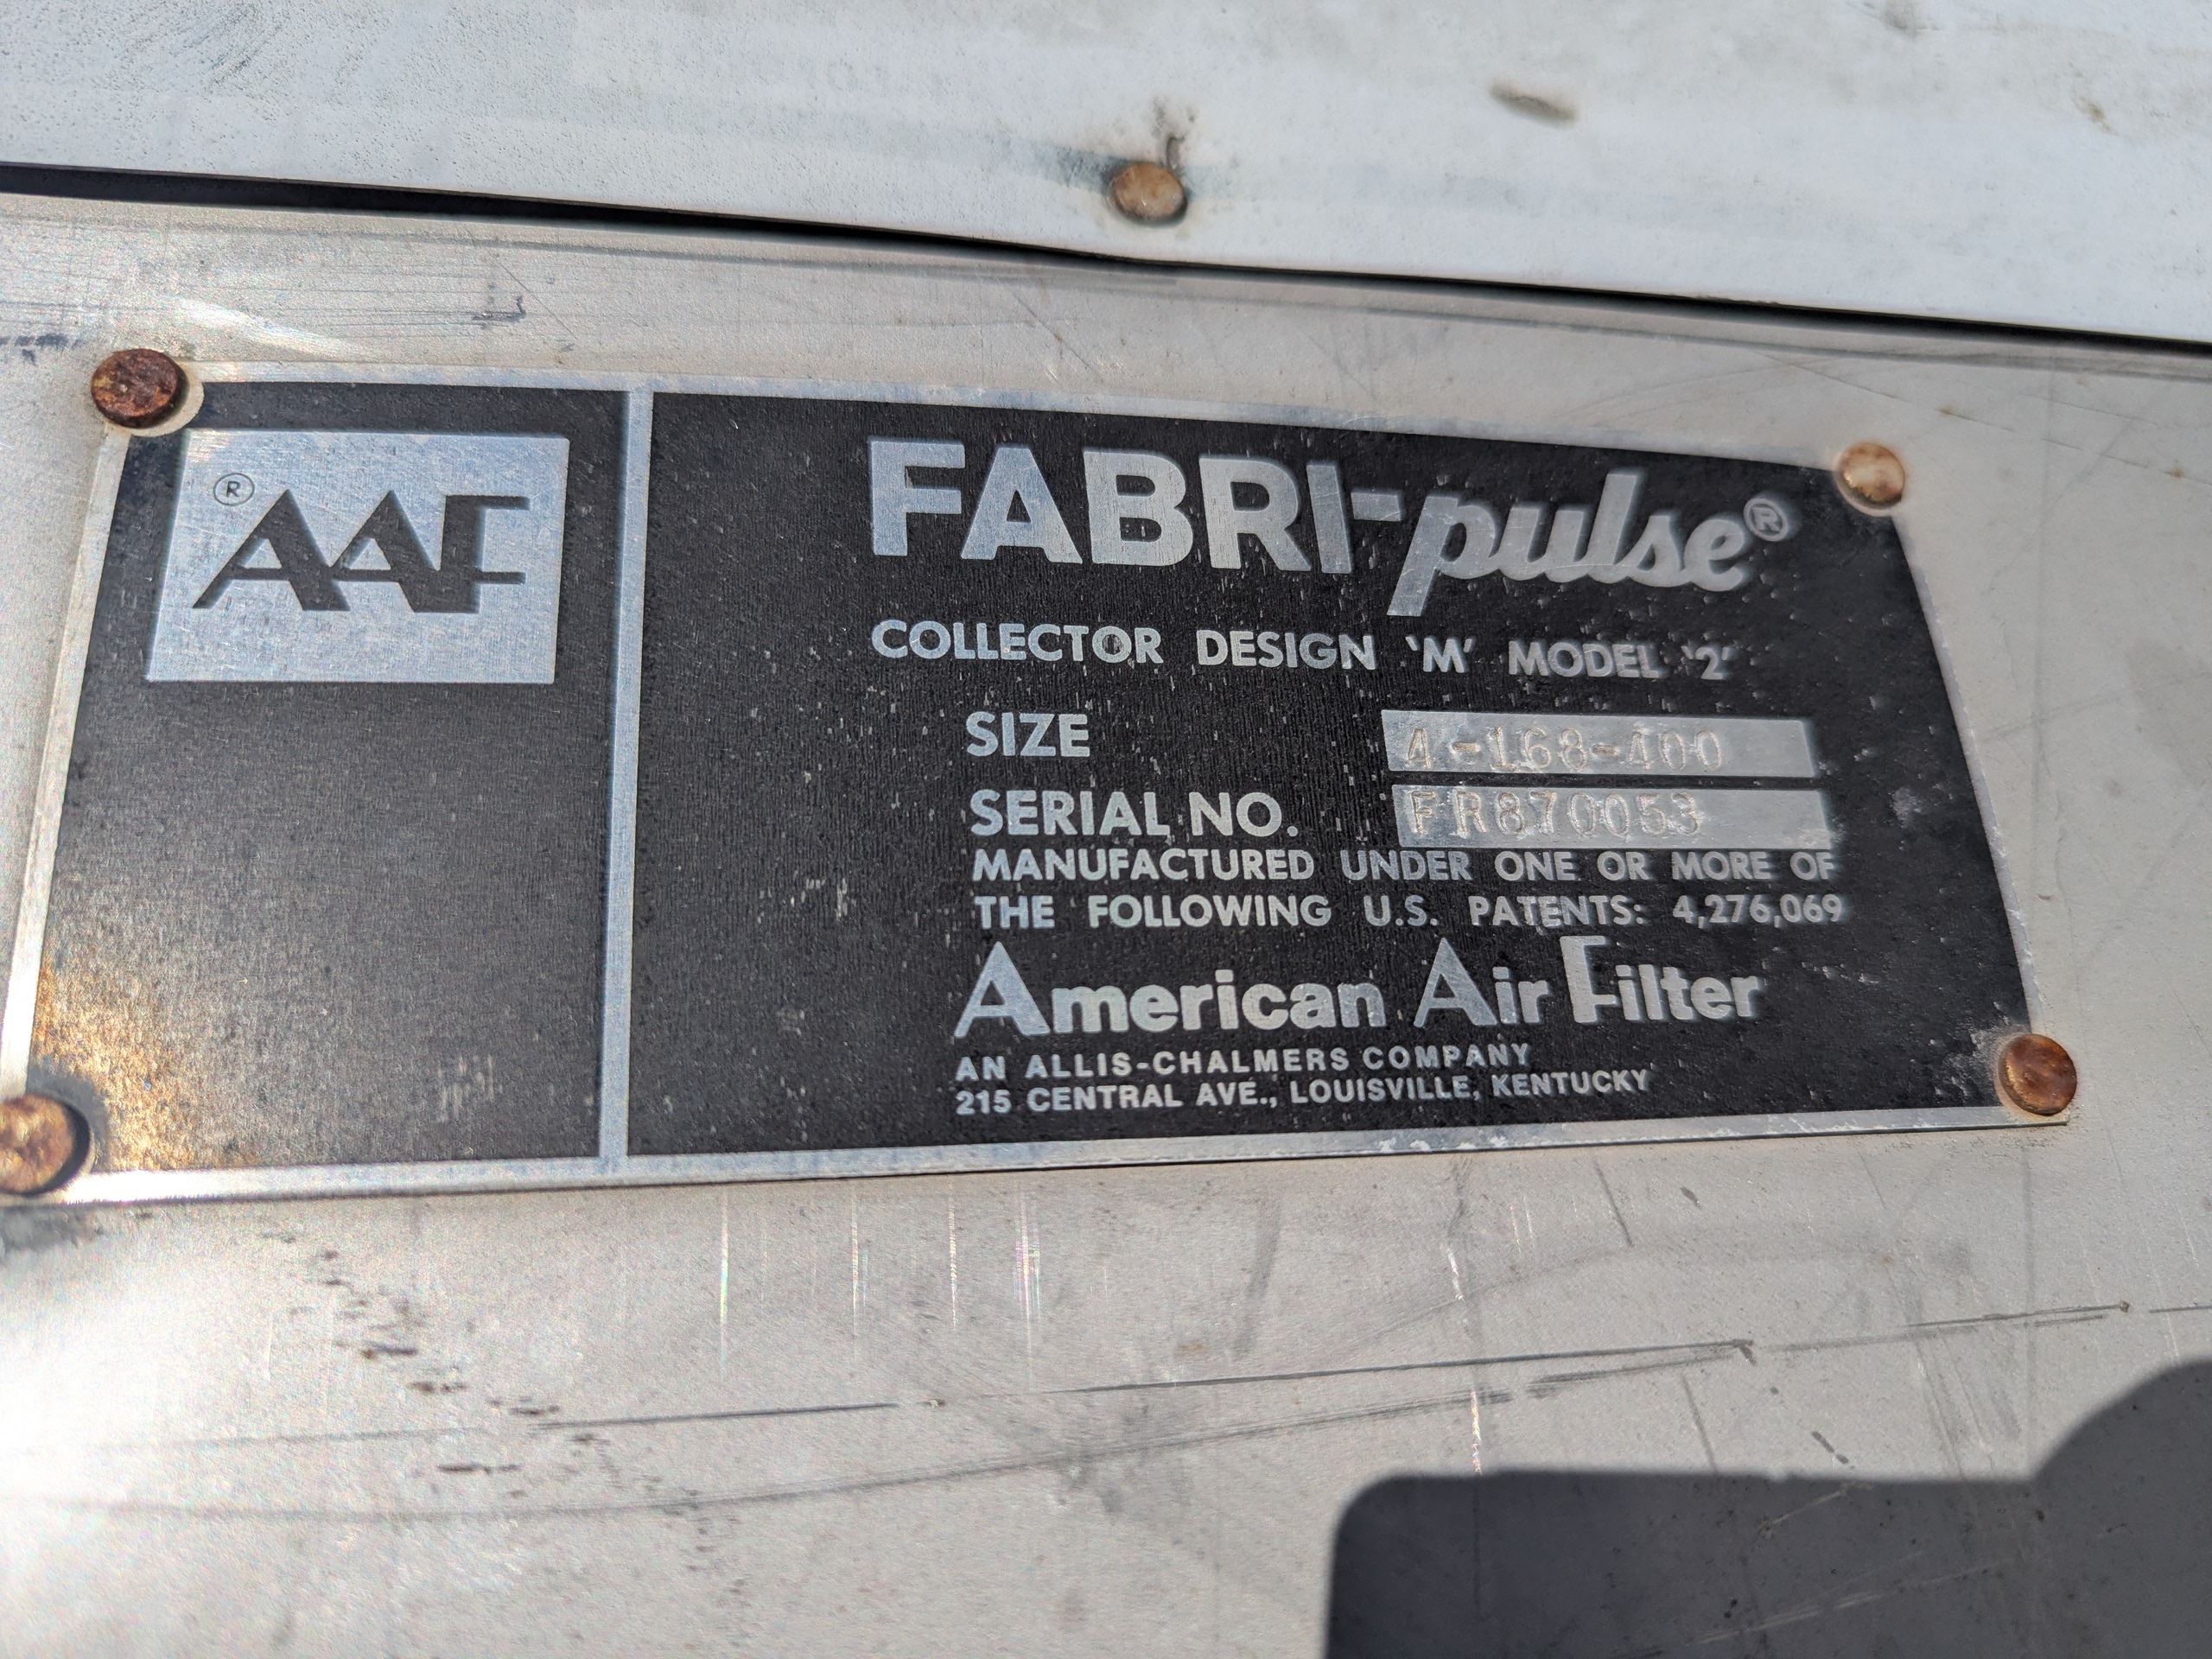 ® AAF
FABRI-pulse®
COLLECTOR DESIGN 'M' MODEL '2'
SIZE 4-168-400
SERIAL NO. FR870053
MANUFACTURED UNDER ONE OR MORE OF
THE FOLLOWING U.S. PATENTS: 4,276,069
American Air Filter
AN ALLIS-CHALMERS COMPANY
215 CENTRAL AVE., LOUISVILLE, KENTUCKY